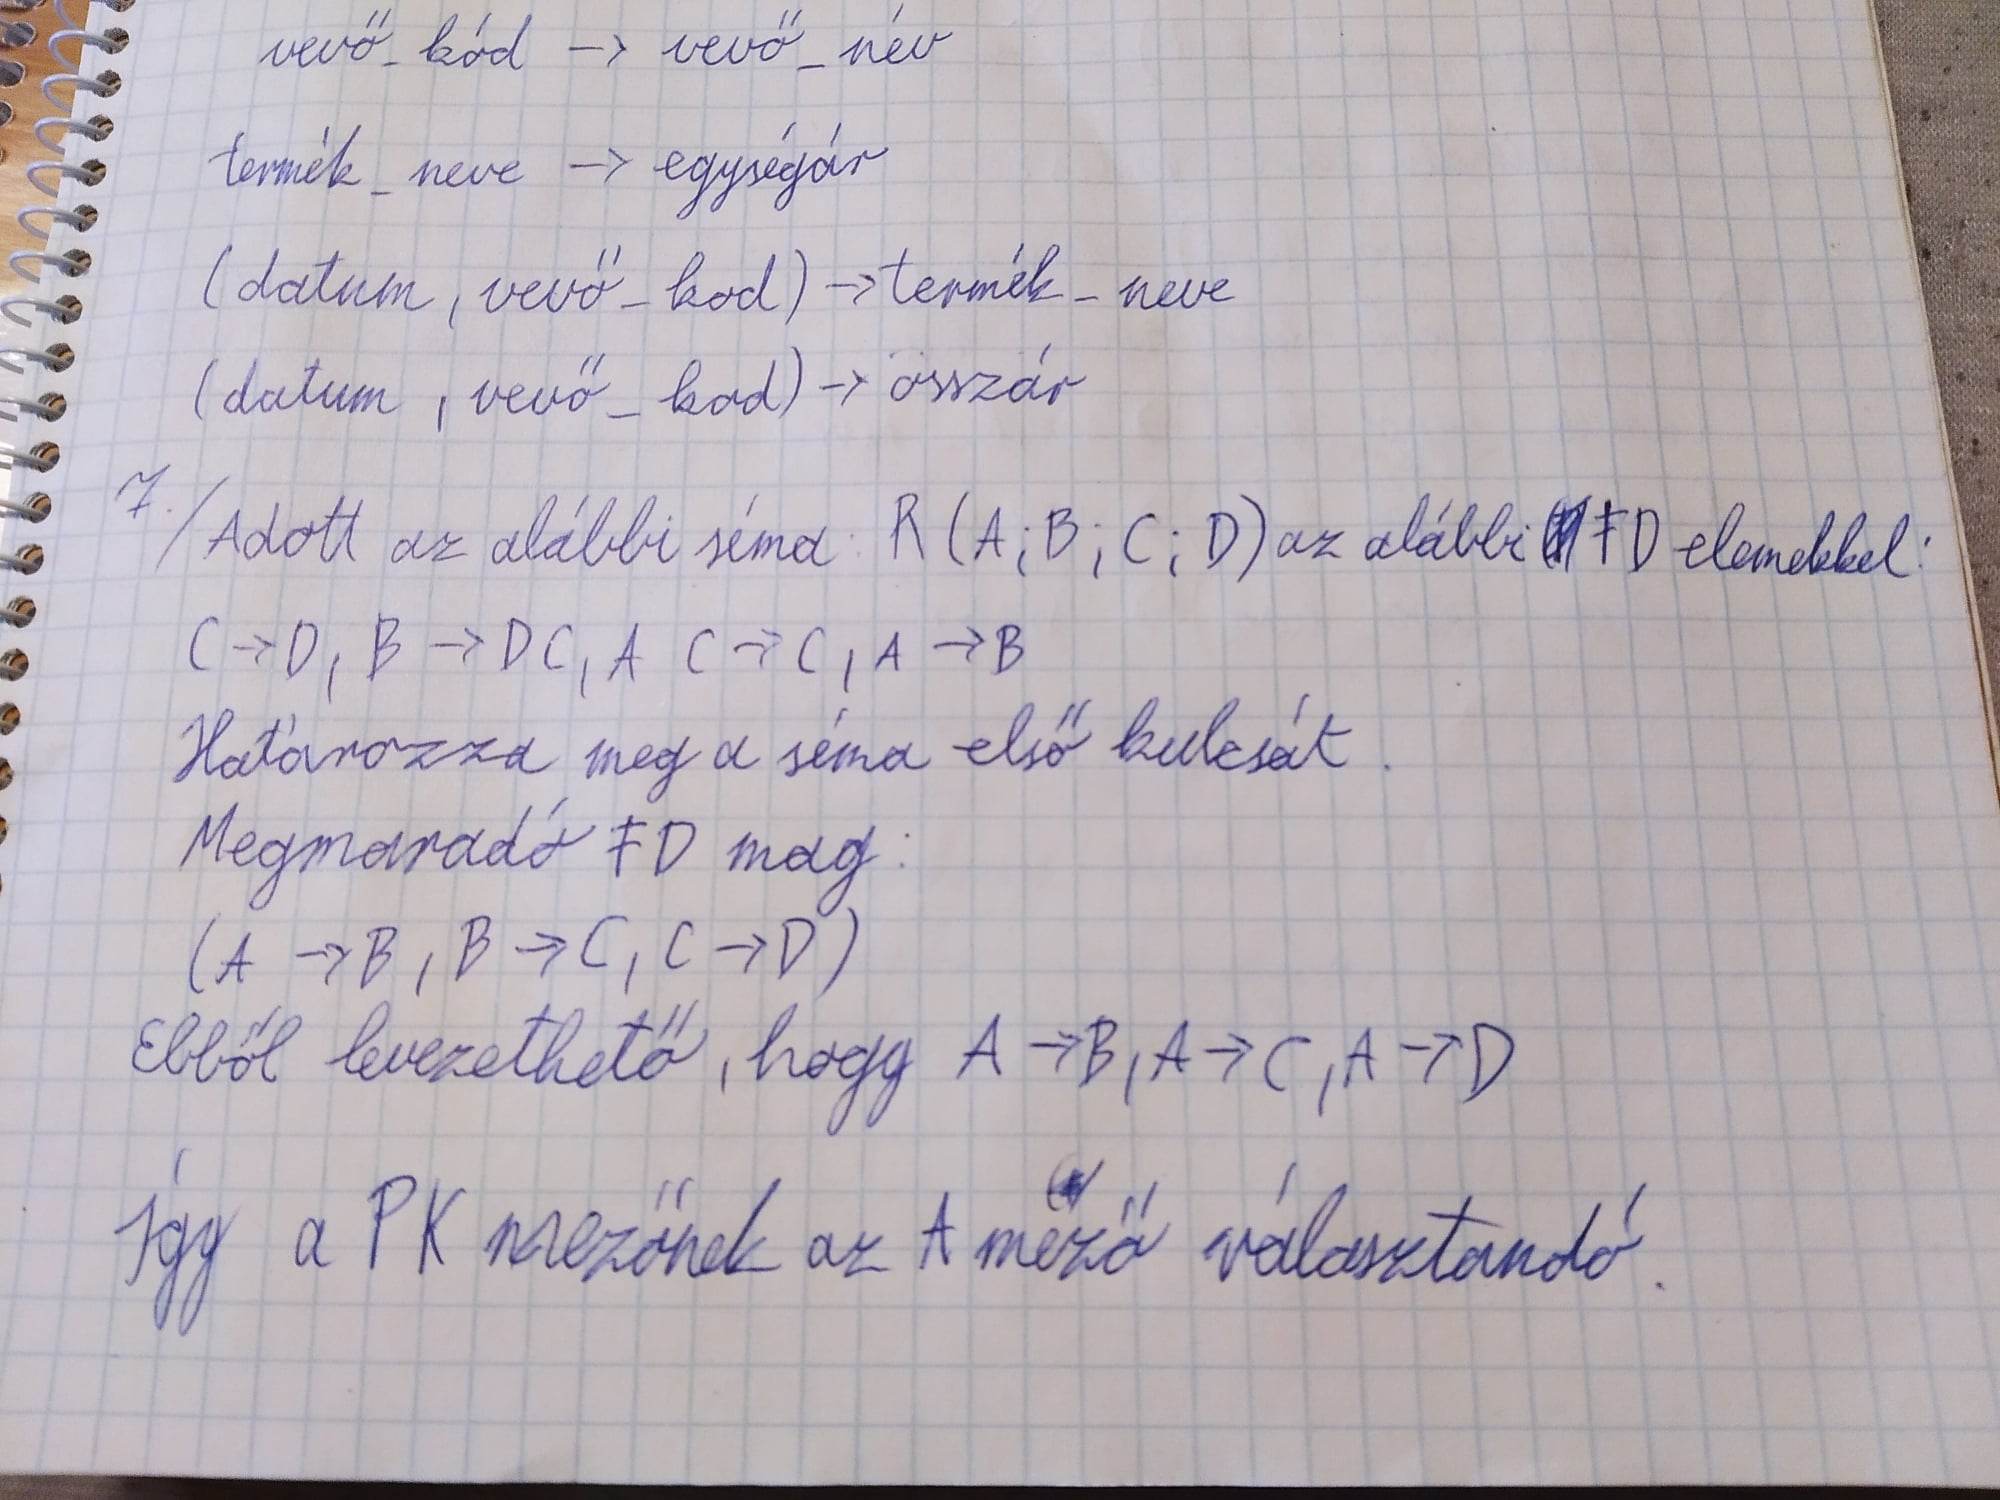 vevő_kód → vevő_név
termék_neve → egységár
(datum, vevő_kod) → termék_neve
(datum, vevő_kod) → összár
7./ Adott az alábbi séma: R(A;B;C;D) az alábbi FD elemekkel:
C → D, B → DC, A C → C, A → B
Határozza meg a séma első kulcsát.
Megmaradó FD mag:
(A → B, B → C, C → D)
Ebből levezethető, hogy A → B, A → C, A → D
Így a PK mezőnek az A mező választandó.